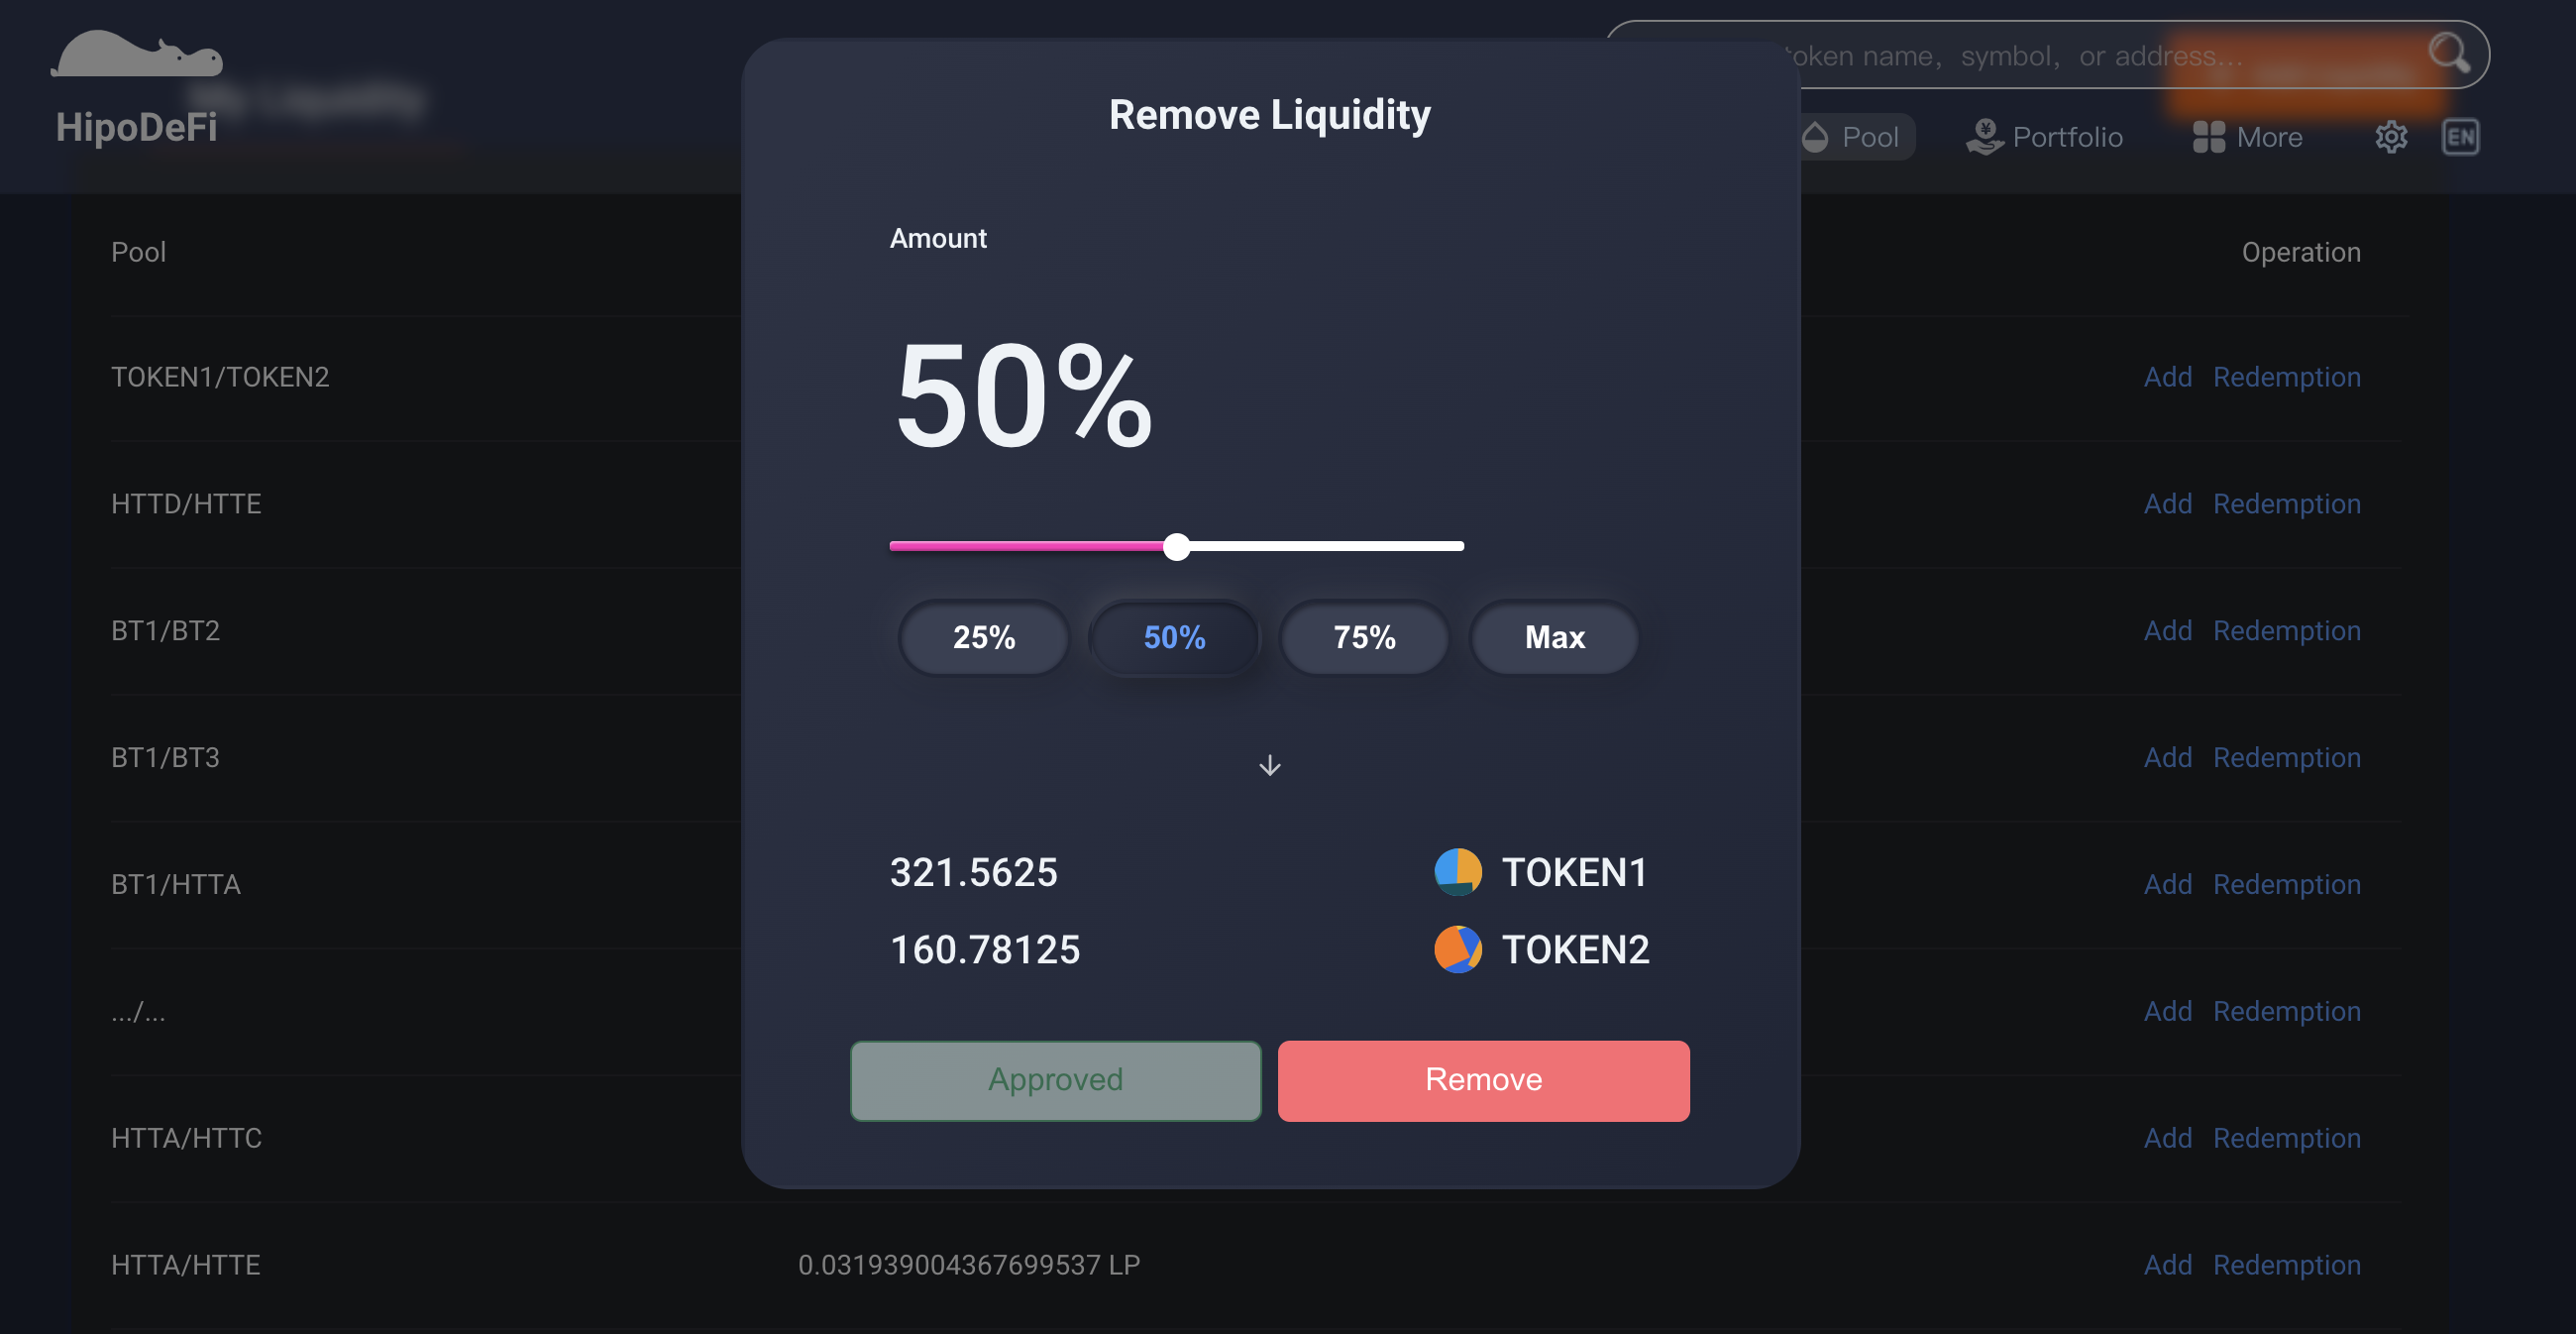 token name, symbol, or address...
My Liquidity
HipoDeFi
Pool
Portfolio
More
EN
Remove Liquidity
Amount
50%
25%
50%
75%
Max
321.5625
TOKEN1
160.78125
TOKEN2
Approved
Remove
Pool
Operation
TOKEN1/TOKEN2
Add Redemption
HTTD/HTTE
Add Redemption
BT1/BT2
Add Redemption
BT1/BT3
Add Redemption
BT1/HTTA
Add Redemption
.../...
Add Redemption
HTTA/HTTC
Add Redemption
HTTA/HTTE
0.031939004367699537 LP
Add Redemption